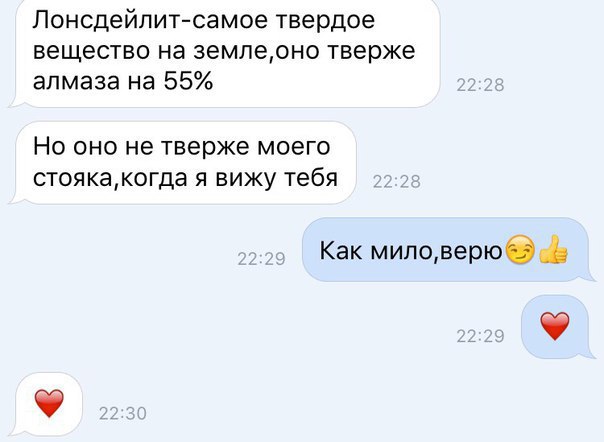 Лонсдейлит-самое твердое
вещество на земле,оно тверже
алмаза на 55%
22:28
Но оно не тверже моего
стояка,когда я вижу тебя
22:28
22:29
Как мило,верю😏👍
22:29
❤️
❤️
22:30